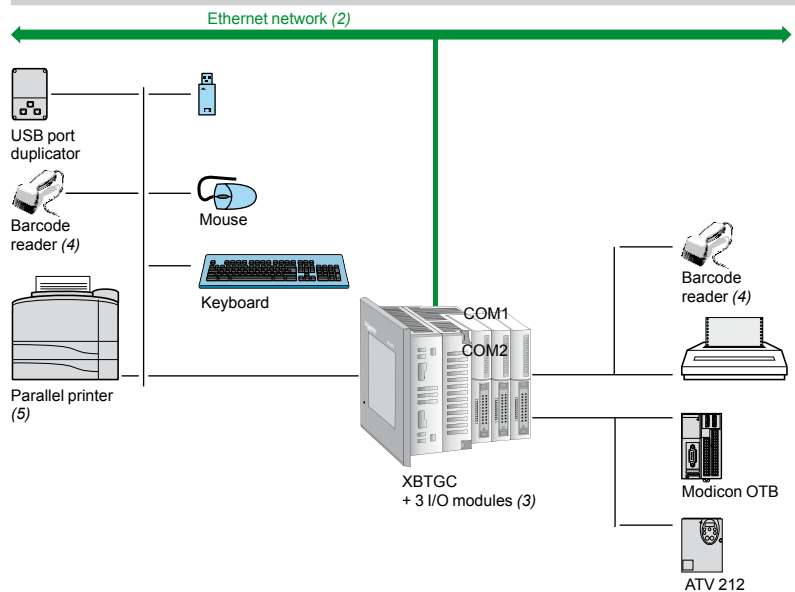 Ethernet network (2)
USB port
duplicator
Barcode
reader (4)
Mouse
Keyboard
Parallel printer
(5)
COM1
COM2
XBTGC
+ 3 I/O modules (3)
Barcode
reader (4)
Modicon OTB
ATV 212